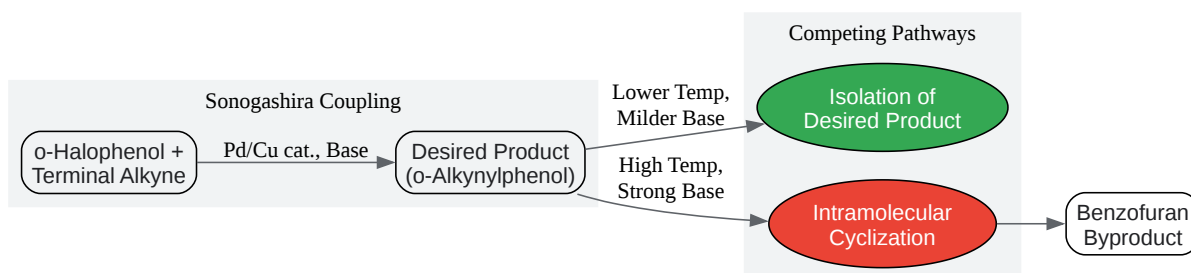 Competing Pathways
Sonogashira Coupling
o-Halophenol +
Terminal Alkyne
Pd/Cu cat., Base
Desired Product
(o-Alkynylphenol)
Lower Temp,
Milder Base
Isolation of
Desired Product
High Temp,
Strong Base
Intramolecular
Cyclization
Benzofuran
Byproduct